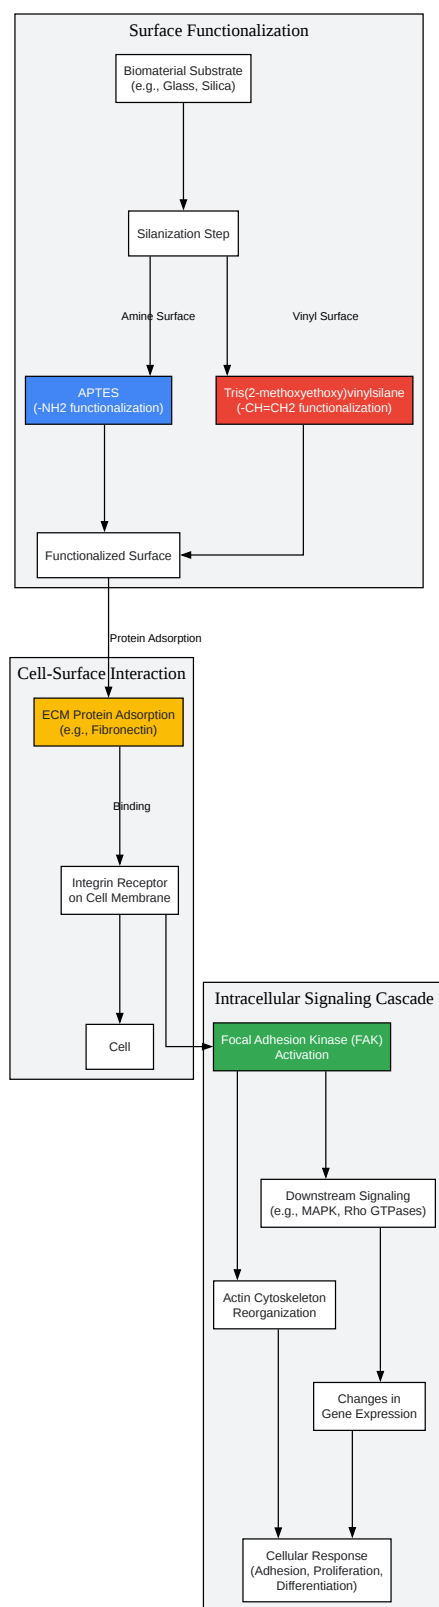 Surface Functionalization
Biomaterial Substrate
(e.g., Glass, Silica)
Silanization Step
Amine Surface
Vinyl Surface
APTES
(-NH2 functionalization)
Tris(2-methoxyethoxy)vinylsilane
(-CH=CH2 functionalization)
Functionalized Surface
Protein Adsorption
Cell-Surface Interaction
ECM Protein Adsorption
(e.g., Fibronectin)
Binding
Integrin Receptor
on Cell Membrane
Cell
Intracellular Signaling Cascade
Focal Adhesion Kinase (FAK)
Activation
Downstream Signaling
(e.g., MAPK, Rho GTPases)
Actin Cytoskeleton
Reorganization
Changes in
Gene Expression
Cellular Response
(Adhesion, Proliferation,
Differentiation)